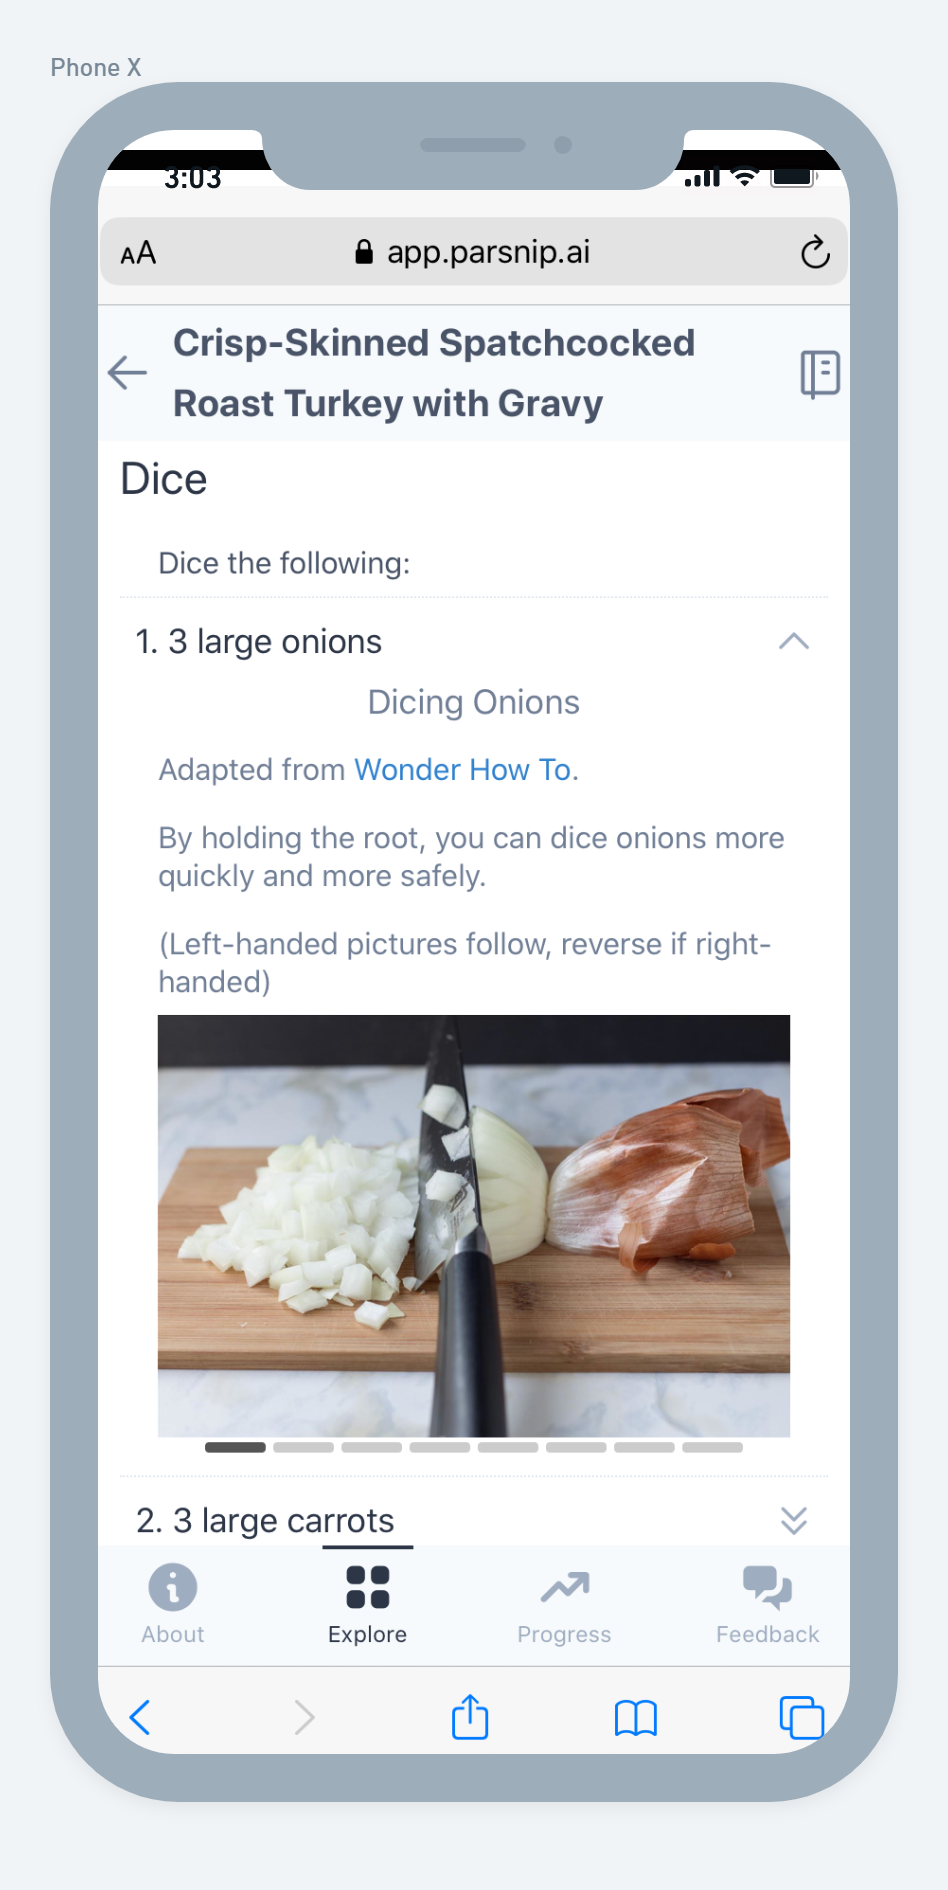 Phone X
3:03
AA
app.parsnip.ai
Crisp-Skinned Spatchcocked
Roast Turkey with Gravy
Dice
Dice the following:
1. 3 large onions
Dicing Onions
Adapted from Wonder How To.
By holding the root, you can dice onions more
quickly and more safely.
(Left-handed pictures follow, reverse if right-
handed)
2. 3 large carrots
About
Explore
Progress
Feedback